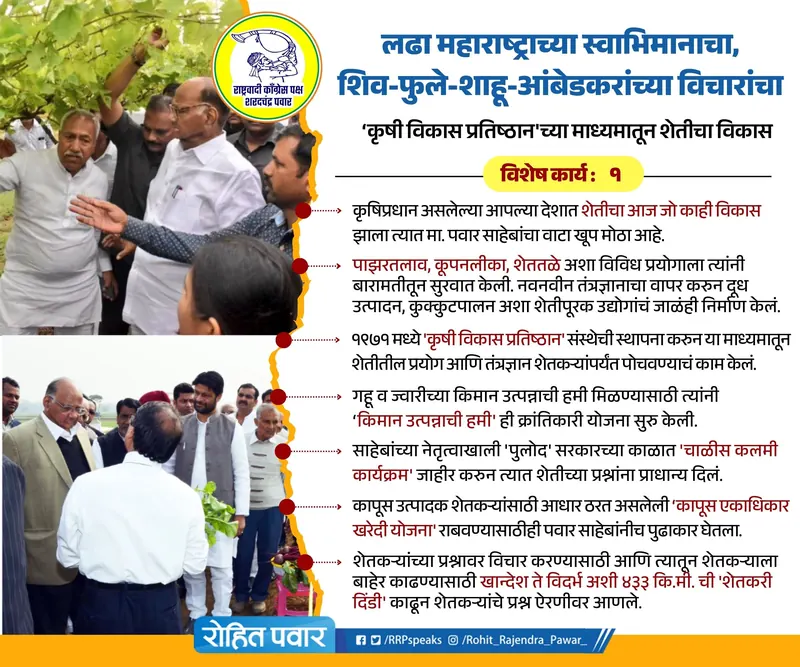 राष्ट्रवादी काँग्रेस पक्ष
शरदचंद्र पवार
लढा महाराष्ट्राच्या स्वाभिमानाचा,
शिव-फुले-शाहू-आंबेडकरांच्या विचारांचा
‘कृषी विकास प्रतिष्ठान'च्या माध्यमातून शेतीचा विकास
विशेष कार्य : १
कृषिप्रधान असलेल्या आपल्या देशात शेतीचा आज जो काही विकास
झाला त्यात मा. पवार साहेबांचा वाटा खूप मोठा आहे.
पाझरतलाव, कूपनलीका, शेततळे अशा विविध प्रयोगाला त्यांनी
बारामतीतून सुरवात केली. नवनवीन तंत्रज्ञानाचा वापर करुन दूध
उत्पादन, कुक्कुटपालन अशा शेतीपूरक उद्योगांचं जाळंही निर्माण केलं.
१९७१ मध्ये 'कृषी विकास प्रतिष्ठान' संस्थेची स्थापना करुन या माध्यमातून
शेतीतील प्रयोग आणि तंत्रज्ञान शेतकऱ्यांपर्यंत पोचवण्याचं काम केलं.
गहू व ज्वारीच्या किमान उत्पन्नाची हमी मिळण्यासाठी त्यांनी
‘किमान उत्पन्नाची हमी' ही क्रांतिकारी योजना सुरु केली.
साहेबांच्या नेतृत्वाखाली 'पुलोद' सरकारच्या काळात 'चाळीस कलमी
कार्यक्रम' जाहीर करुन त्यात शेतीच्या प्रश्नांना प्राधान्य दिलं.
कापूस उत्पादक शेतकऱ्यांसाठी आधार ठरत असलेली ‘कापूस एकाधिकार
खरेदी योजना' राबवण्यासाठीही पवार साहेबांनीच पुढाकार घेतला.
शेतकऱ्यांच्या प्रश्नावर विचार करण्यासाठी आणि त्यातून शेतकऱ्याला
बाहेर काढण्यासाठी खान्देश ते विदर्भ अशी ४३३ कि.मी. ची 'शेतकरी
दिंडी' काढून शेतकऱ्यांचे प्रश्न ऐरणीवर आणले.
रोहित पवार
/RRPspeaks /Rohit_Rajendra_Pawar_